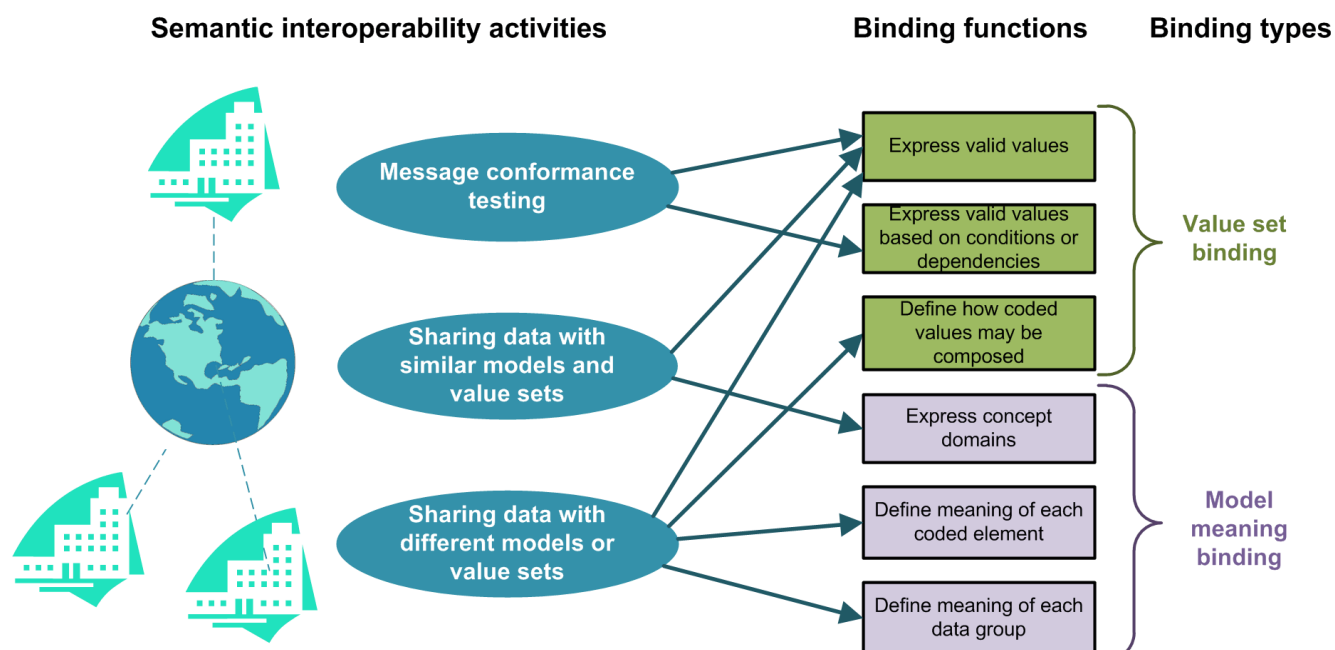 Semantic interoperability activities
Binding functions
Binding types
Message conformance
testing
Sharing data with
similar models and
value sets
Sharing data with
different models or
value sets
Express valid values
Express valid values
based on conditions or
dependencies
Define how coded
values may be
composed
Express concept
domains
Define meaning of each
coded element
Define meaning of each
data group
Value set
binding
Model
meaning
binding